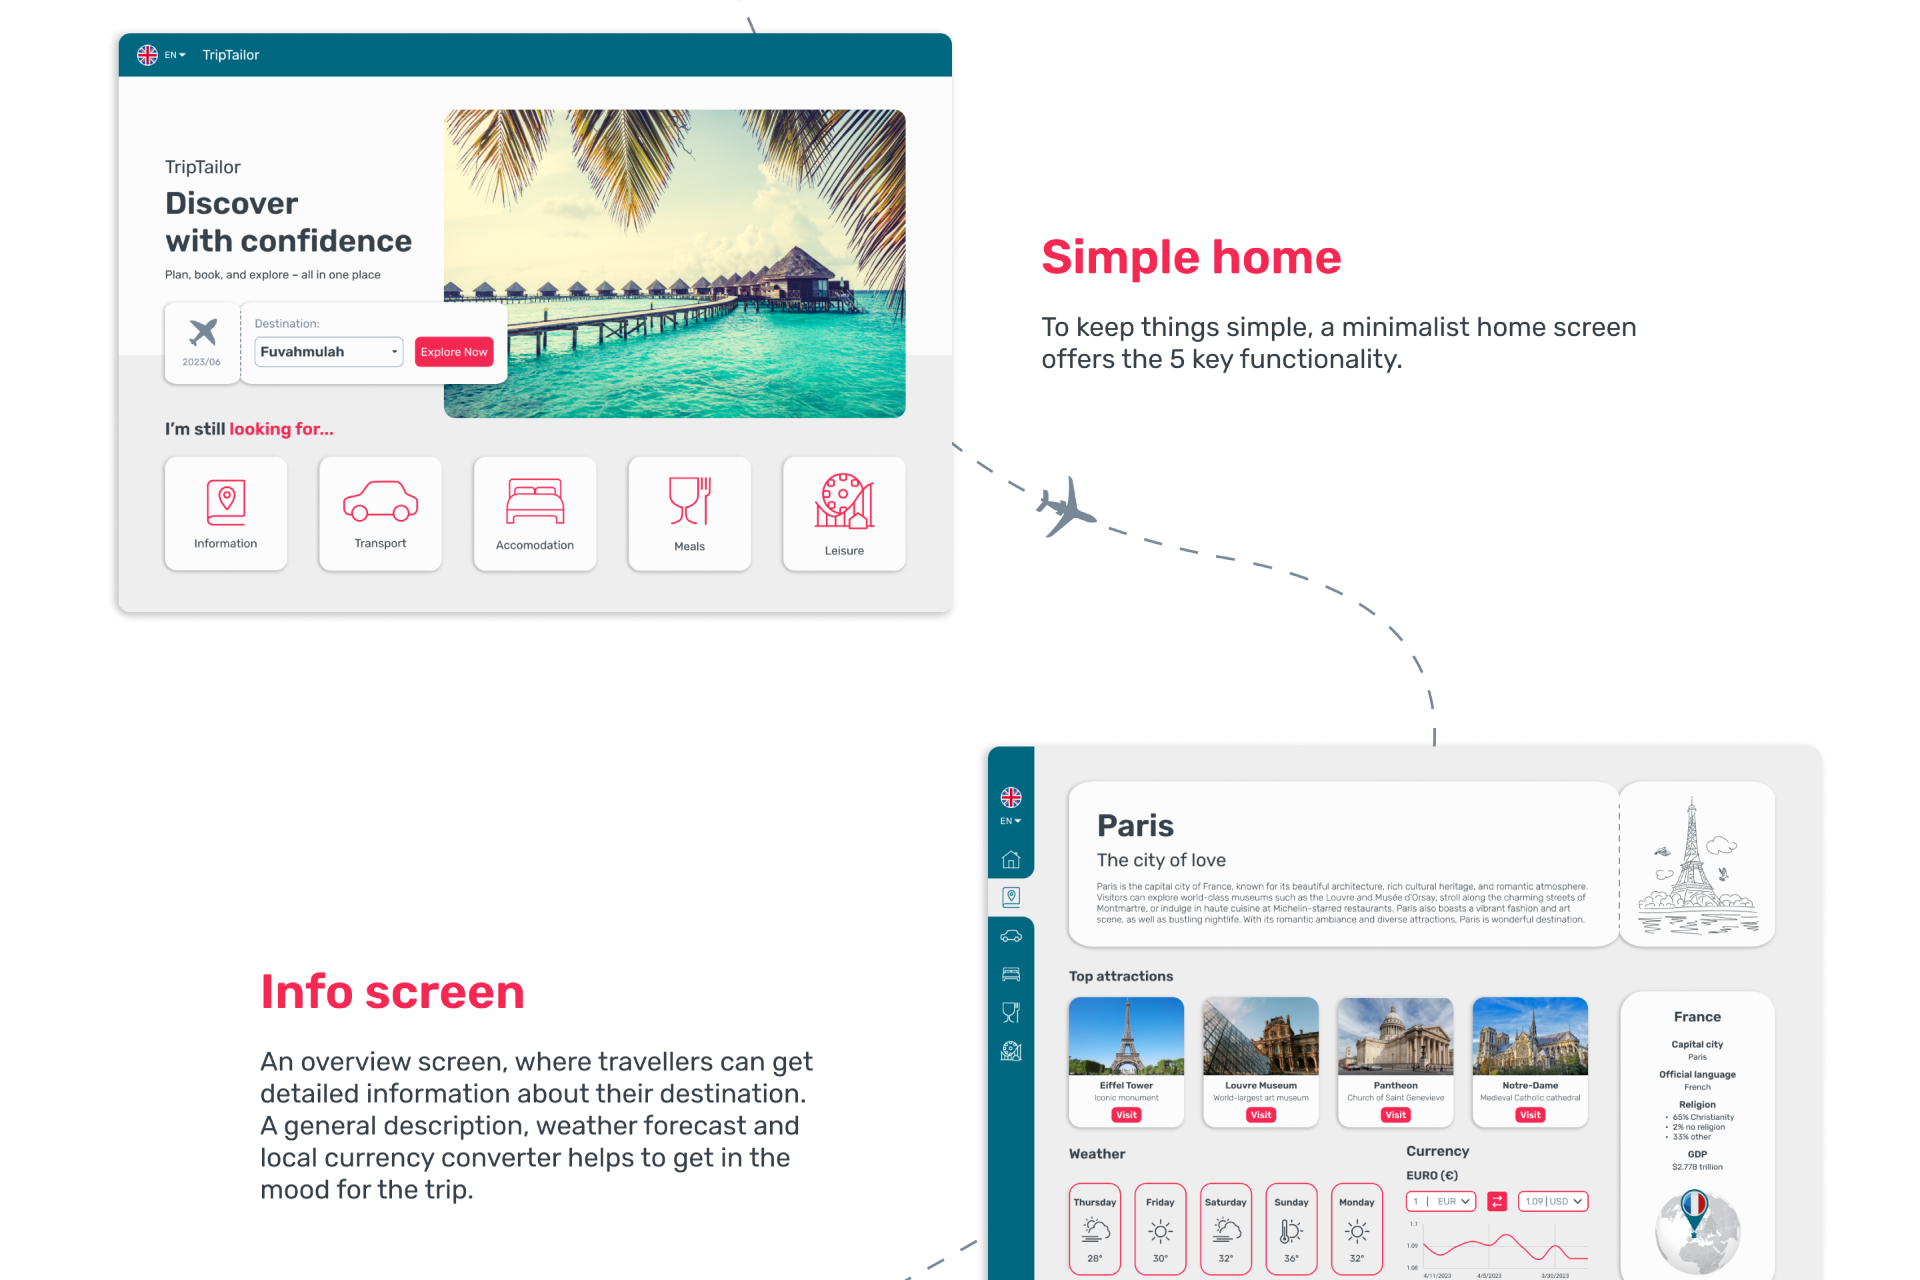 EN
TripTailor
TripTailor
Discover
with confidence
Plan, book, and explore – all in one place
2023/06
Destination:
Fuvahmulah
Explore Now
I'm still looking for...
Information
Transport
Accomodation
Meals
Leisure
Simple home
To keep things simple, a minimalist home screen
offers the 5 key functionality.
Info screen
An overview screen, where travellers can get
detailed information about their destination.
A general description, weather forecast and
local currency converter helps to get in the
mood for the trip.
EN
Paris
The city of love
Paris is the capital city of France, known for its beautiful architecture, rich cultural heritage, and romantic atmosphere.
Visitors can explore world-class museums such as the Louvre and Musée d'Orsay, stroll along the charming streets of
Montmartre, or indulge in haute cuisine at Michelin-starred restaurants. Paris also boasts a vibrant fashion and art
scene, as well as bustling nightlife. With its romantic ambiance and diverse attractions, Paris is wonderful destination.
Top attractions
Eiffel Tower
Iconic monument
Visit
Louvre Museum
World-largest art museum
Visit
Pantheon
Church of Saint Genevieve
Visit
Notre-Dame
Medieval Catholic cathedral
Visit
France
Capital city
Paris
Official language
French
Religion
• 65% Christianity
• 2% no religion
• 33% other
GDP
$2.778 trillion
Weather
Thursday
28°
Friday
30°
Saturday
32°
Sunday
36°
Monday
32°
Currency
EURO (€)
1 | EUR
1.09 | USD
1.1
1.09
1.08
4/11/2023
4/5/2023
3/30/2023